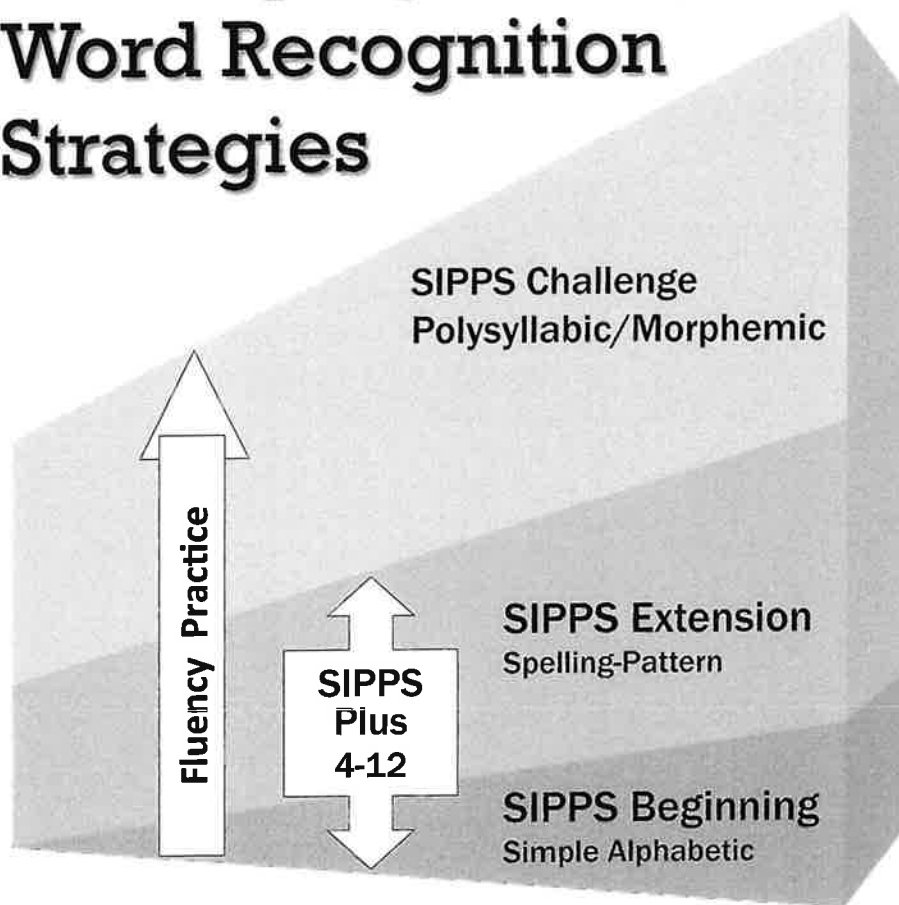 Word Recognition
Strategies
SIPPS Challenge
Polysyllabic/Morphemic
Fluency Practice
SIPPS
Plus
4-12
SIPPS Extension
Spelling-Pattern
SIPPS Beginning
Simple Alphabetic